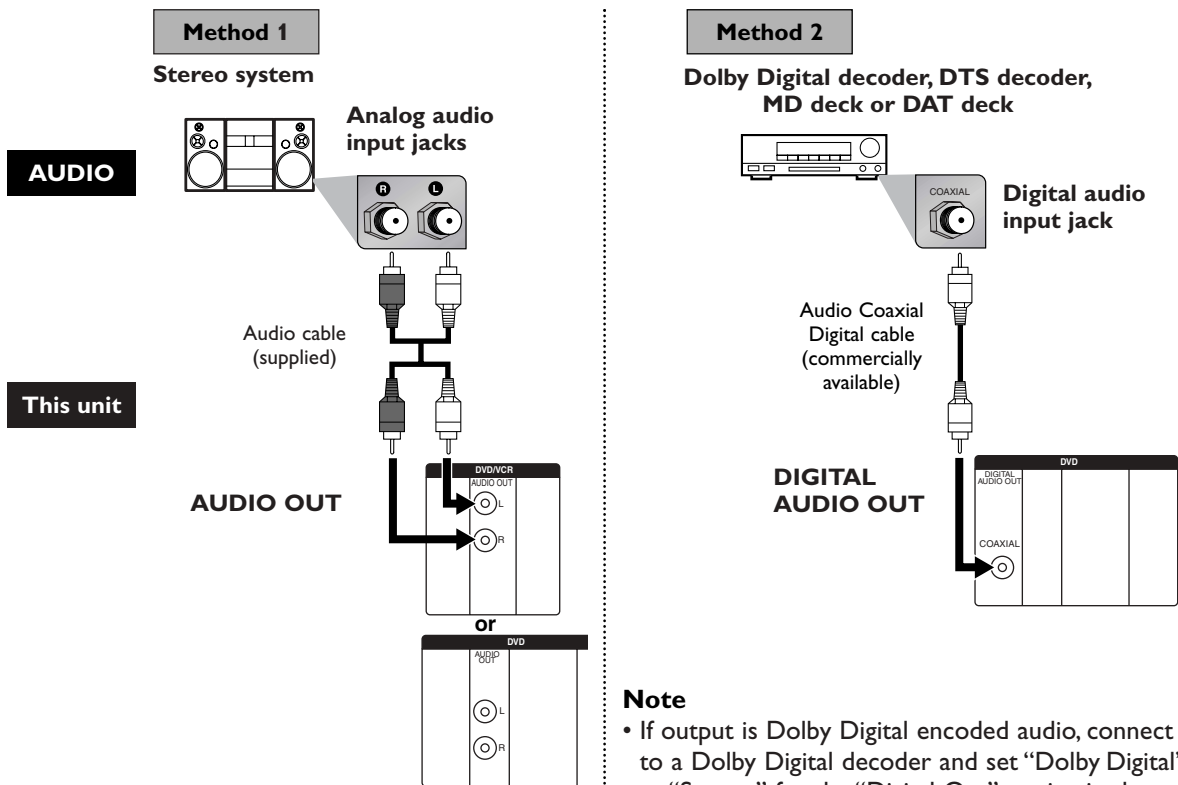 Method 1
Stereo system
Analog audio
input jacks
AUDIO
R L
Audio cable
(supplied)
This unit
AUDIO OUT
DVD/VCR
AUDIO OUT
L
R
or
DVD
AUDIO
OUT
L
R
Method 2
Dolby Digital decoder, DTS decoder,
MD deck or DAT deck
COAXIAL
Digital audio
input jack
Audio Coaxial
Digital cable
(commercially
available)
DIGITAL
AUDIO OUT
DVD
DIGITAL
AUDIO OUT
COAXIAL
Note
• If output is Dolby Digital encoded audio, connect
to a Dolby Digital decoder and set “Dolby Digital”